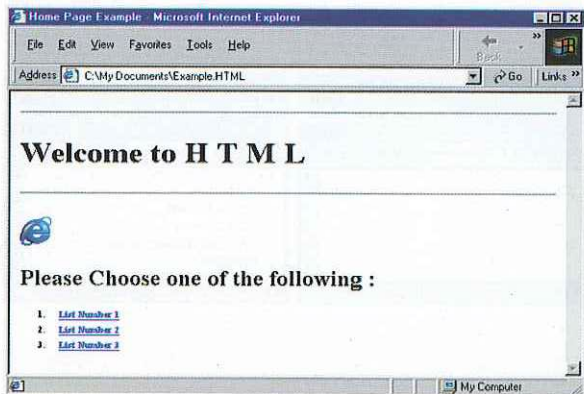 Home Page Example - Microsoft Internet Explorer
File Edit View Favorites Tools Help
Back
»
Address C:\My Documents\Example.HTML Go Links »
Welcome to H T M L
Please Choose one of the following :
1. List Number 1
2. List Number 2
3. List Number 3
My Computer